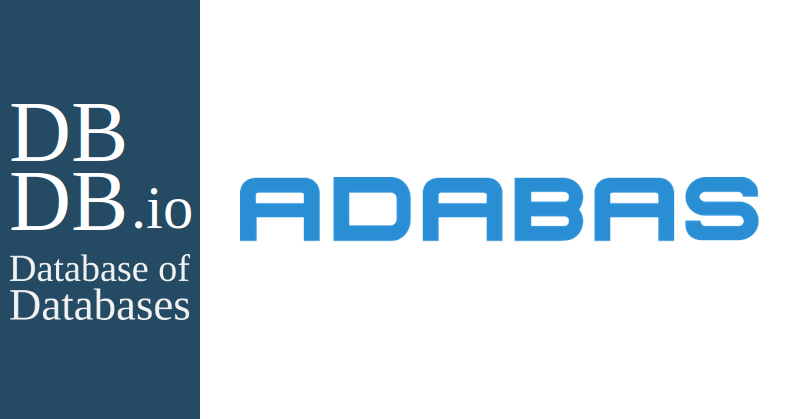 DB
DB.io
Database of
Databases
ADABAS